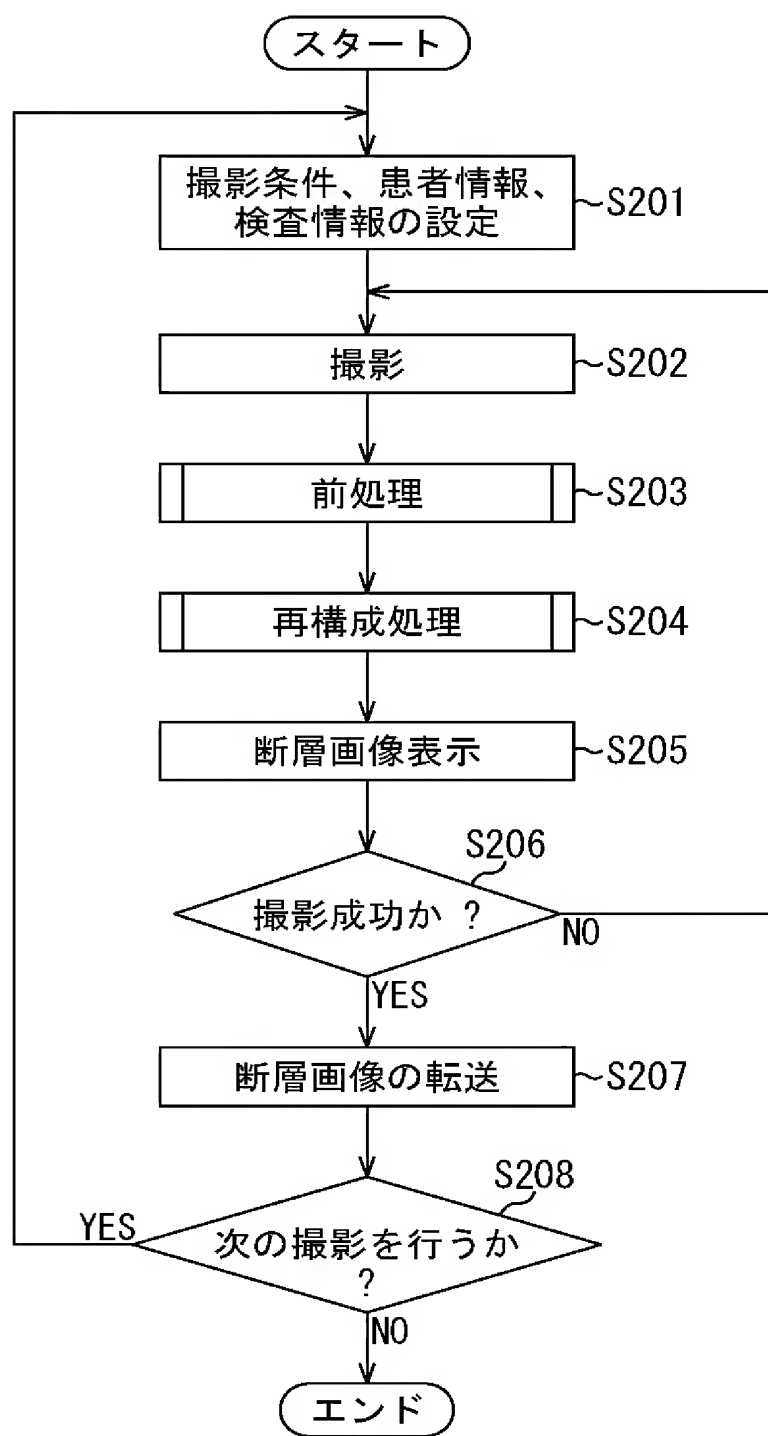 スタート
撮影条件、患者情報、
検査情報の設定
S201
撮影
S202
前処理
S203
再構成処理
S204
断層画像表示
S205
S206
撮影成功か ?
NO
YES
断層画像の転送
S207
S208
YES
次の撮影を行うか
?
NO
エンド